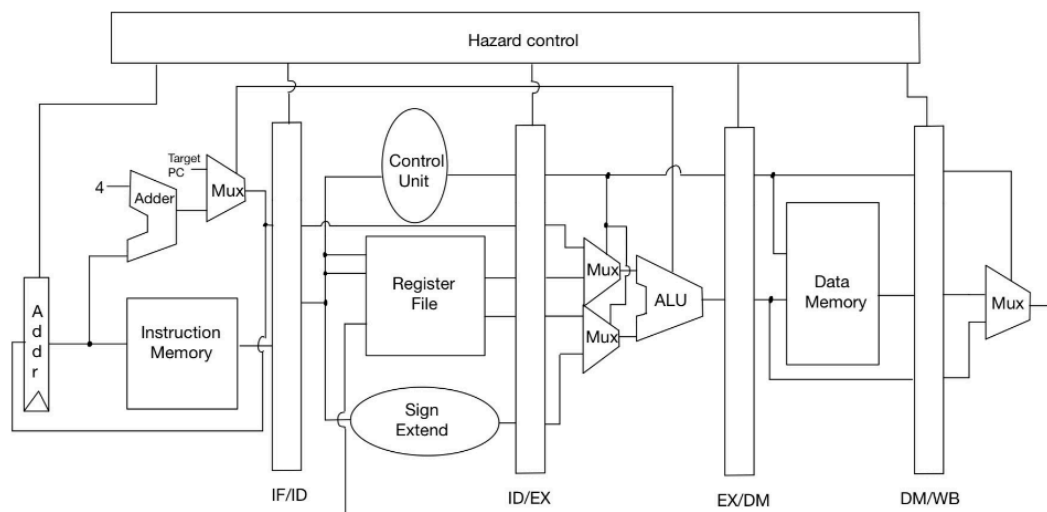 Hazard control
Target
PC
4
Adder
Mux
Control
Unit
Addr
Instruction
Memory
Register
File
Mux
Mux
ALU
Data
Memory
Mux
Sign
Extend
IF/ID
ID/EX
EX/DM
DM/WB